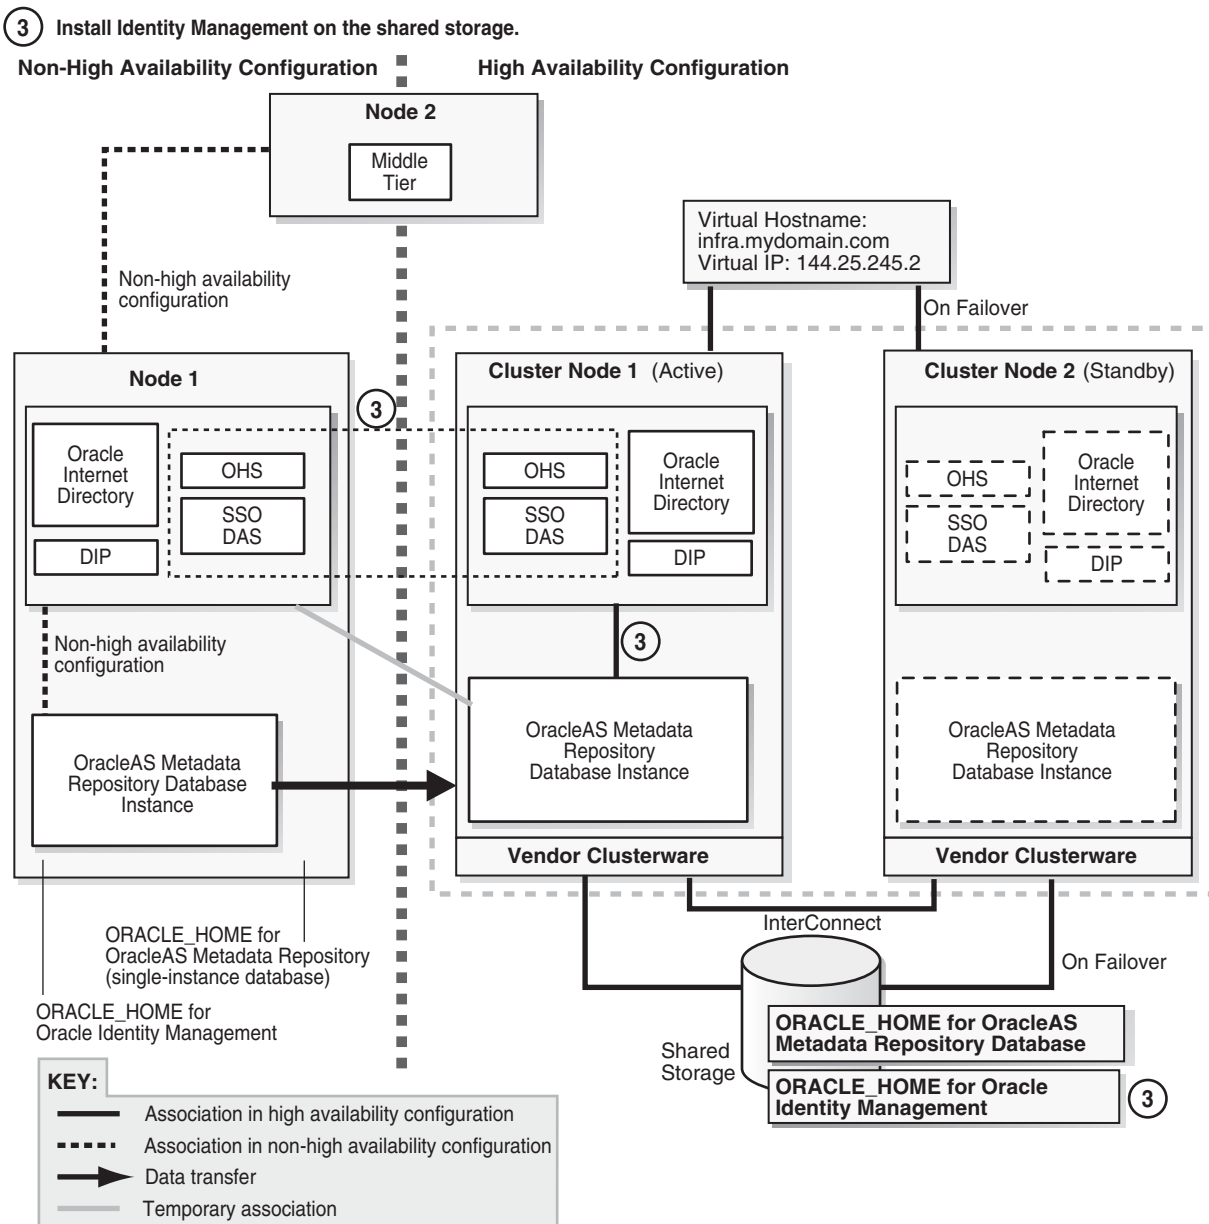 3 Install Identity Management on the shared storage.
Non-High Availability Configuration
High Availability Configuration
Node 2
Middle
Tier
Virtual Hostname:
infra.mydomain.com
Virtual IP: 144.25.245.2
Non-high availability
configuration
On Failover
Node 1
3
Oracle
Internet
Directory
OHS
SSO
DAS
DIP
Cluster Node 1 (Active)
OHS
SSO
DAS
Oracle
Internet
Directory
DIP
Cluster Node 2 (Standby)
OHS
SSO
DAS
Oracle
Internet
Directory
DIP
Non-high availability
configuration
3
OracleAS Metadata
Repository Database
Instance
OracleAS Metadata
Repository
Database Instance
OracleAS Metadata
Repository
Database Instance
Vendor Clusterware
Vendor Clusterware
InterConnect
ORACLE_HOME for
OracleAS Metadata Repository
(single-instance database)
ORACLE_HOME for
Oracle Identity Management
On Failover
Shared
Storage
ORACLE_HOME for OracleAS
Metadata Repository Database
ORACLE_HOME for Oracle
Identity Management
3
KEY:
Association in high availability configuration
Association in non-high availability configuration
Data transfer
Temporary association